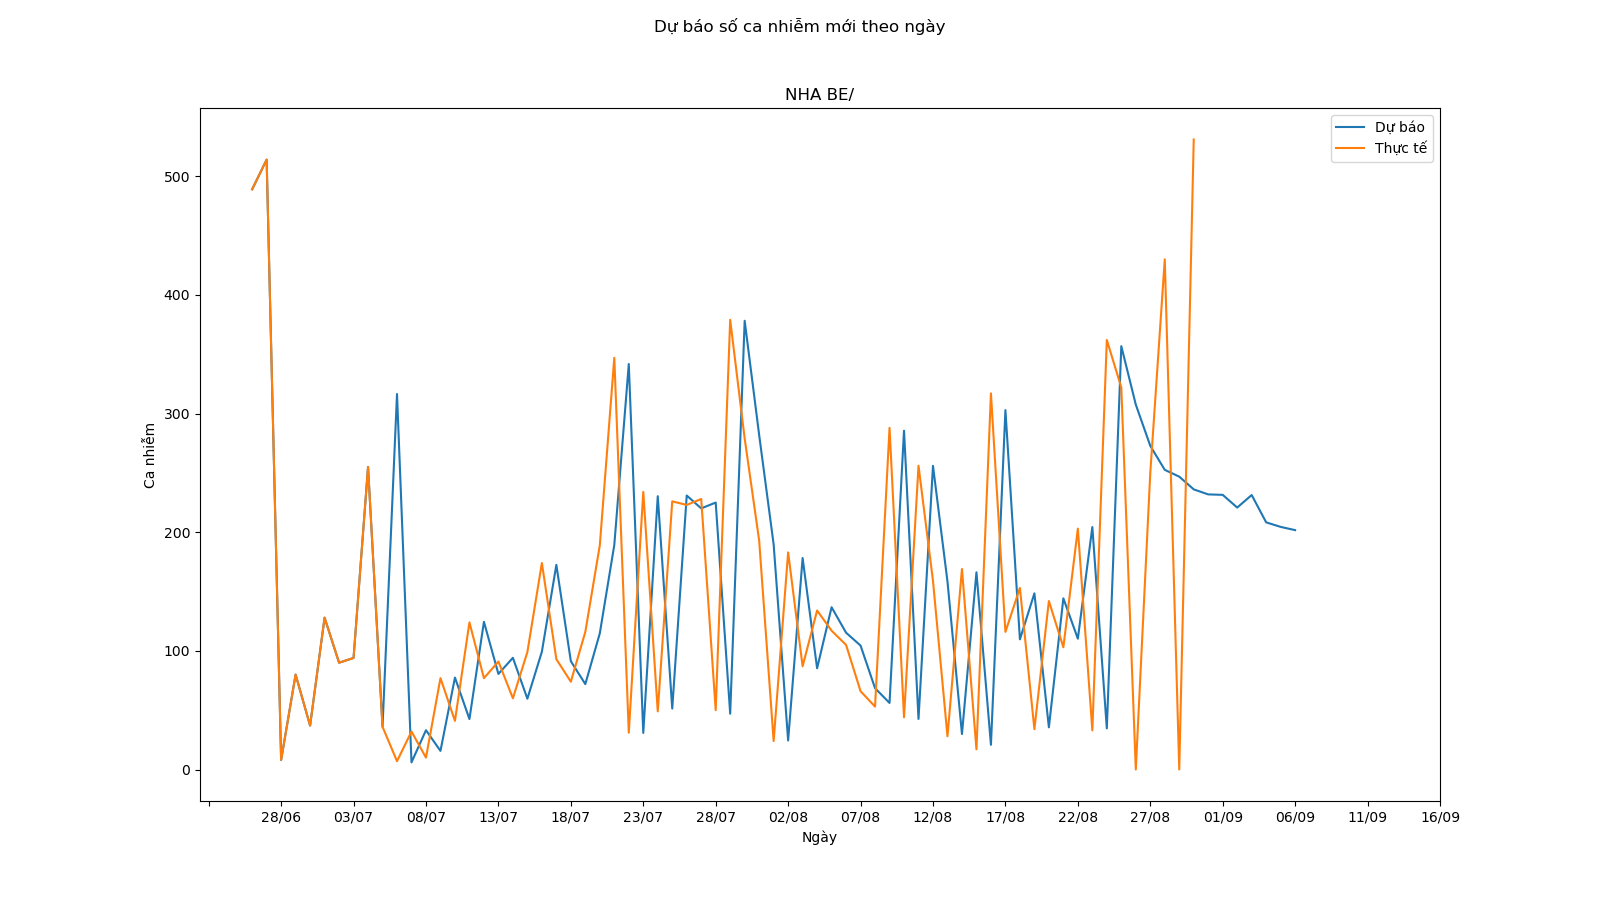 Dự báo số ca nhiễm mới theo ngày
NHA BE/
Dự báo
Thực tế
500
400
300
200
100
0
Ca nhiễm
28/06 03/07 08/07 13/07 18/07 23/07 28/07 02/08 07/08 12/08 17/08 22/08 27/08 01/09 06/09 11/09 16/09
Ngày